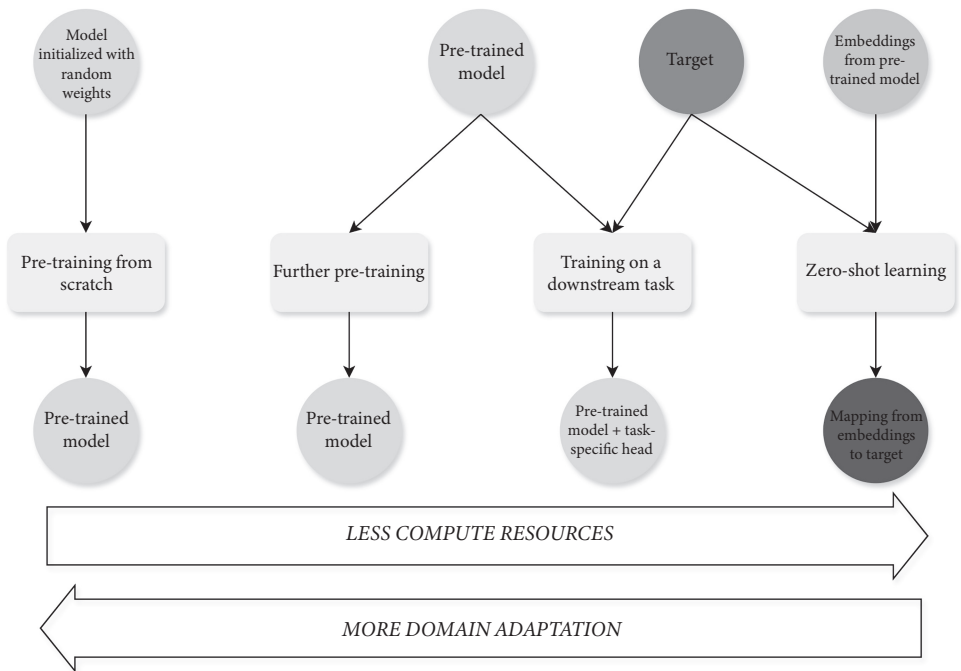 Model
initialized with
random
weights
Pre-trained
model
Target
Embeddings
from pre-
trained model
Pre-training from
scratch
Further pre-training
Training on a
downstream task
Zero-shot learning
Pre-trained
model
Pre-trained
model
Pre-trained
model + task-
specific head
Mapping from
embeddings
to target
LESS COMPUTE RESOURCES
MORE DOMAIN ADAPTATION